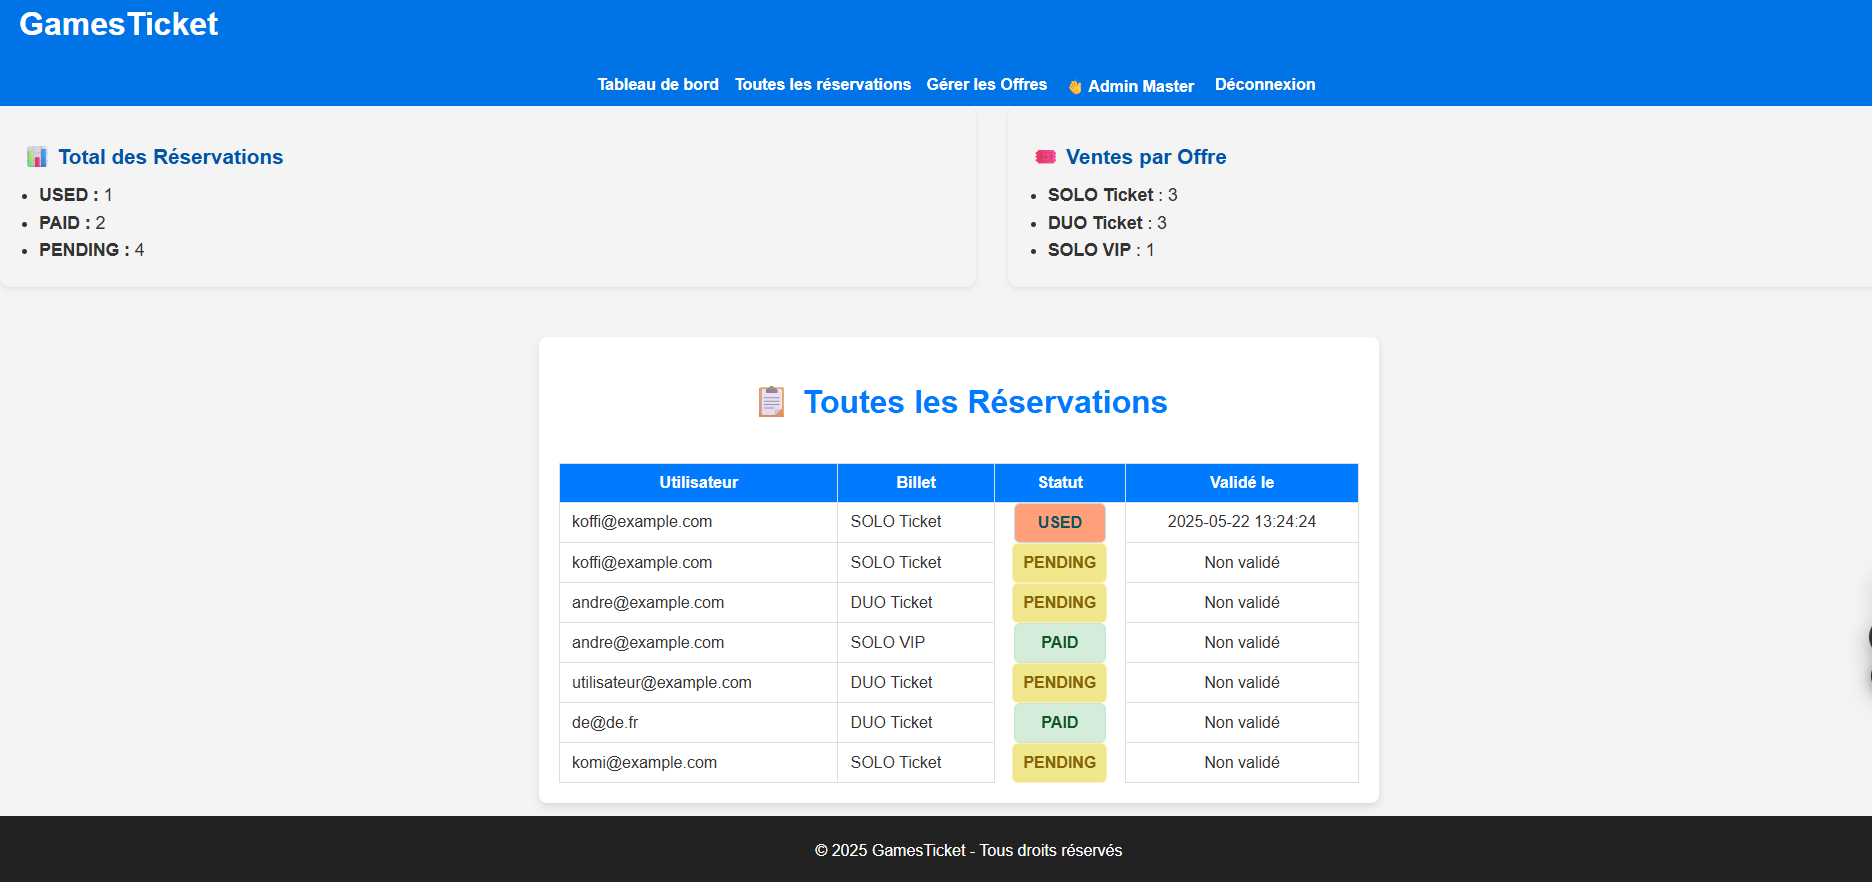 GamesTicket
Tableau de bord Toutes les réservations Gérer les Offres 👋 Admin Master Déconnexion
📊 Total des Réservations
• USED : 1
• PAID : 2
• PENDING : 4
🎟️ Ventes par Offre
• SOLO Ticket : 3
• DUO Ticket : 3
• SOLO VIP : 1
📋 Toutes les Réservations
Utilisateur Billet Statut Validé le
koffi@example.com SOLO Ticket USED 2025-05-22 13:24:24
koffi@example.com SOLO Ticket PENDING Non validé
andre@example.com DUO Ticket PENDING Non validé
andre@example.com SOLO VIP PAID Non validé
utilisateur@example.com DUO Ticket PENDING Non validé
de@de.fr DUO Ticket PAID Non validé
komi@example.com SOLO Ticket PENDING Non validé
© 2025 GamesTicket - Tous droits réservés